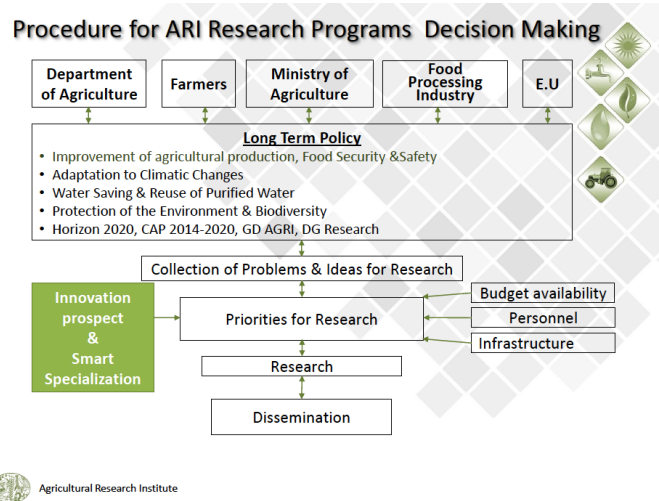 Procedure for ARI Research Programs Decision Making
Department
of Agriculture
Farmers
Ministry of
Agriculture
Food
Processing
Industry
E.U
Long Term Policy
• Improvement of agricultural production, Food Security &Safety
• Adaptation to Climatic Changes
• Water Saving & Reuse of Purified Water
• Protection of the Environment & Biodiversity
• Horizon 2020, CAP 2014-2020, GD AGRI, DG Research
Collection of Problems & Ideas for Research
Innovation
prospect
&
Smart
Specialization
Priorities for Research
Budget availability
Personnel
Infrastructure
Research
Dissemination
Agricultural Research Institute